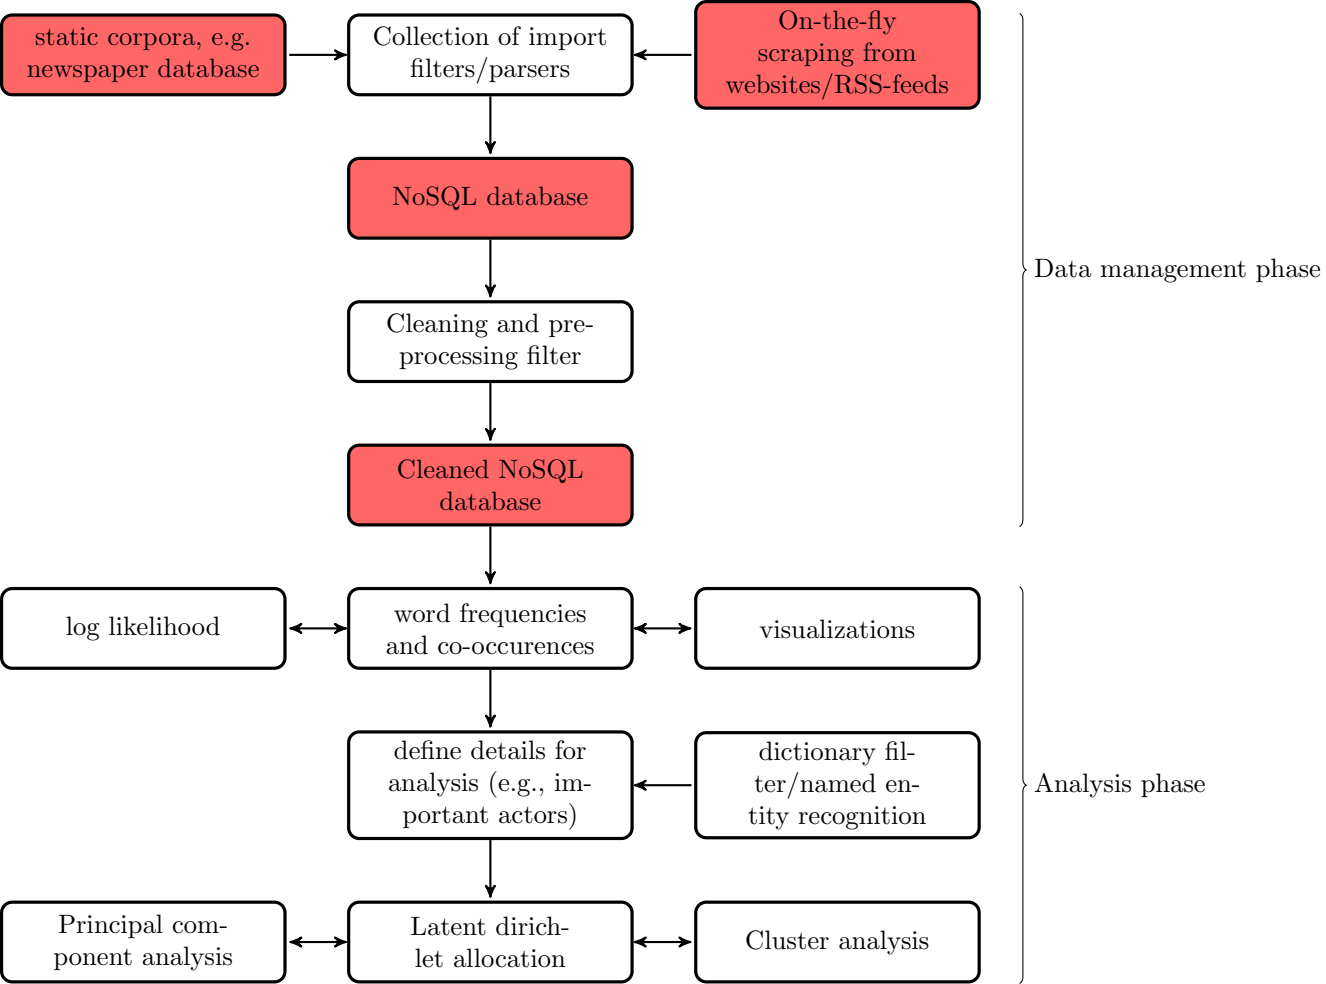 static corpora, e.g.
newspaper database
Collection of import
filters/parsers
On-the-fly
scraping from
websites/RSS-feeds
NoSQL database
Data management phase
Cleaning and pre-
processing filter
Cleaned NoSQL
database
log likelihood
word frequencies
and co-occurences
visualizations
define details for
analysis (e.g., im-
portant actors)
dictionary fil-
ter/named en-
tity recognition
Analysis phase
Principal com-
ponent analysis
Latent dirich-
let allocation
Cluster analysis